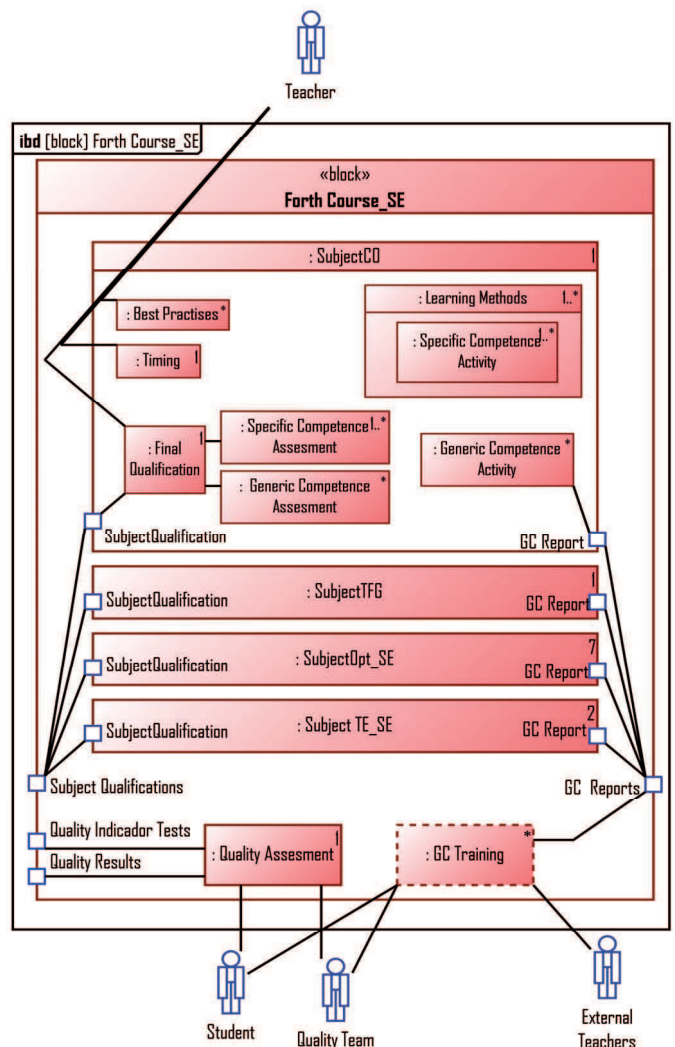 Teacher
ibd [block] Forth Course_SE
«block»
Forth Course_SE
: SubjectCO 1
: Best Practises *
: Learning Methods 1..*
: Timing 1
: Specific Competence 1..*
Activity
: Final 1
Qualification
: Specific Competence 1..*
Assesment
: Generic Competence *
Assesment
: Generic Competence *
Activity
SubjectQualification
GC Report
SubjectQualification : SubjectTFG 1
GC Report
SubjectQualification : SubjectOpt_SE 7
GC Report
SubjectQualification : Subject TE_SE 2
GC Report
Subject Qualifications
GC Reports
Quality Indicador Tests
Quality Results
: Quality Assesment 1
: GC Training *
Student
Quality Team
External
Teachers